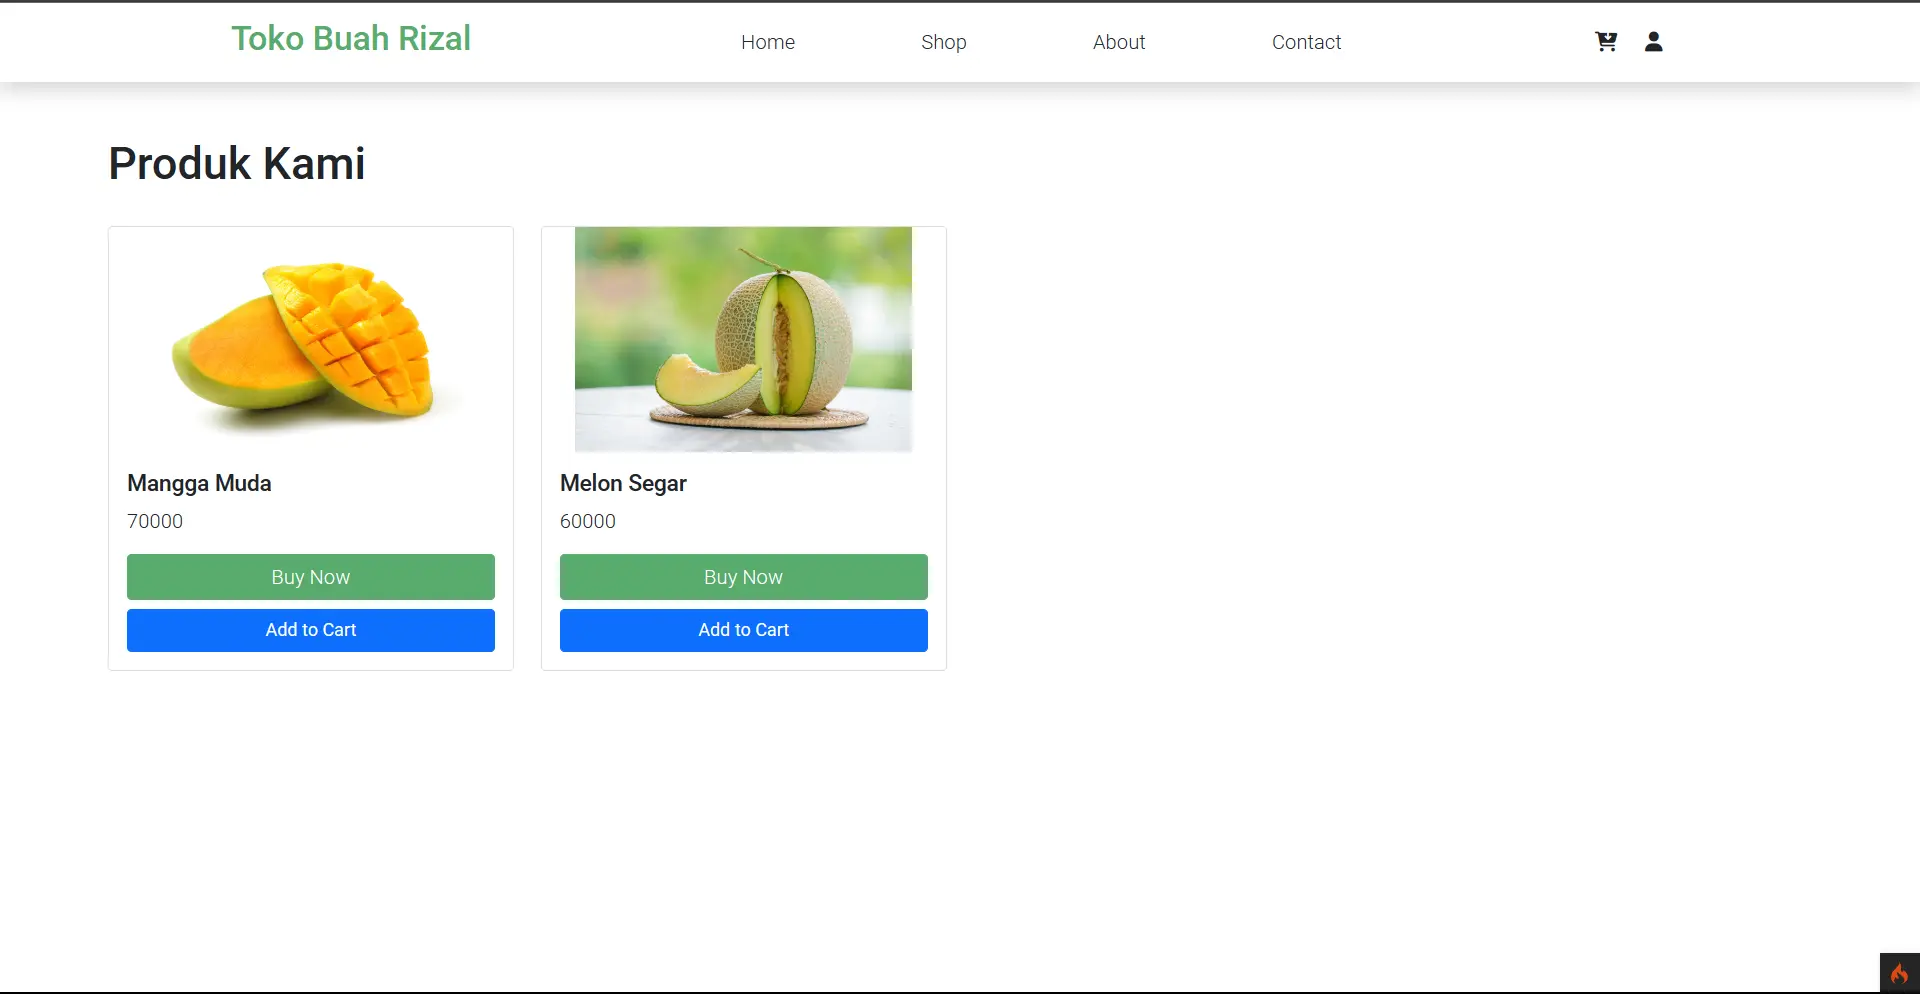 Toko Buah Rizal
Home
Shop
About
Contact
Produk Kami
Mangga Muda
70000
Buy Now
Add to Cart
Melon Segar
60000
Buy Now
Add to Cart